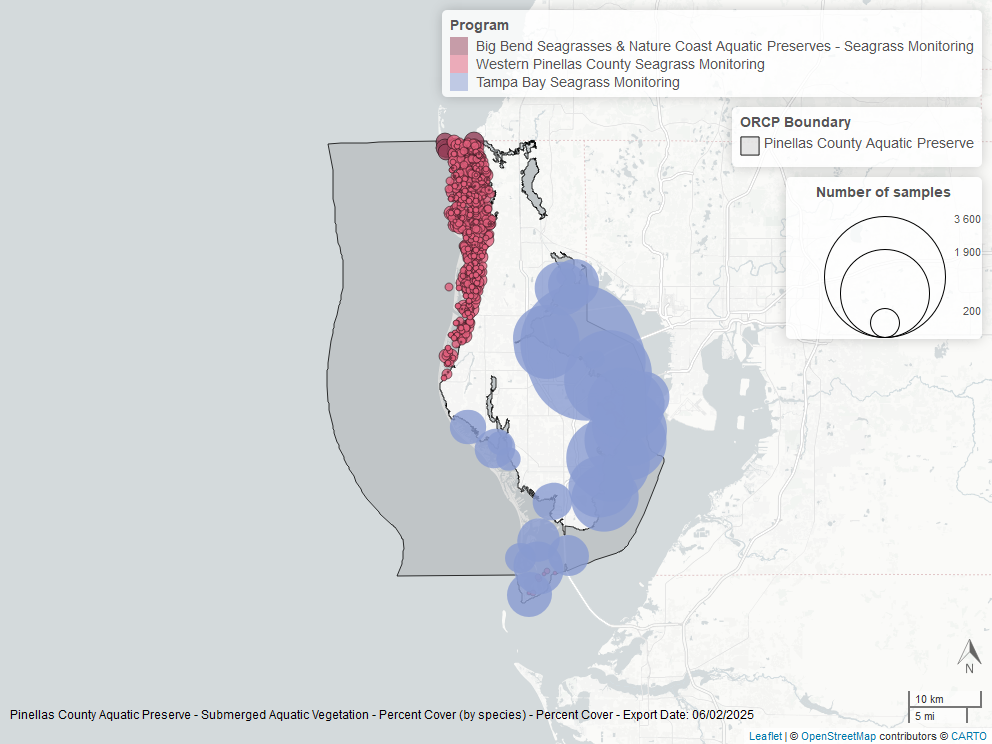 Program
Big Bend Seagrasses & Nature Coast Aquatic Preserves - Seagrass Monitoring
Western Pinellas County Seagrass Monitoring
Tampa Bay Seagrass Monitoring
ORCP Boundary
Pinellas County Aquatic Preserve
Number of samples
3 600
1 900
200
N
10 km
5 mi
Pinellas County Aquatic Preserve - Submerged Aquatic Vegetation - Percent Cover (by species) - Percent Cover - Export Date: 06/02/2025
Leaflet | © OpenStreetMap contributors © CARTO